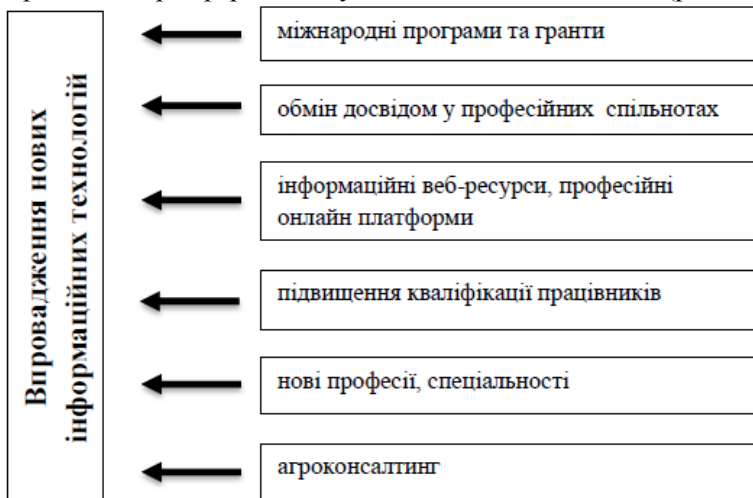 Впровадження нових
інформаційних технологій
міжнародні програми та гранти
обмін досвідом у професійних спільнотах
інформаційні веб-ресурси, професійні
онлайн платформи
підвищення кваліфікації працівників
нові професії, спеціальності
агроконсалтинг